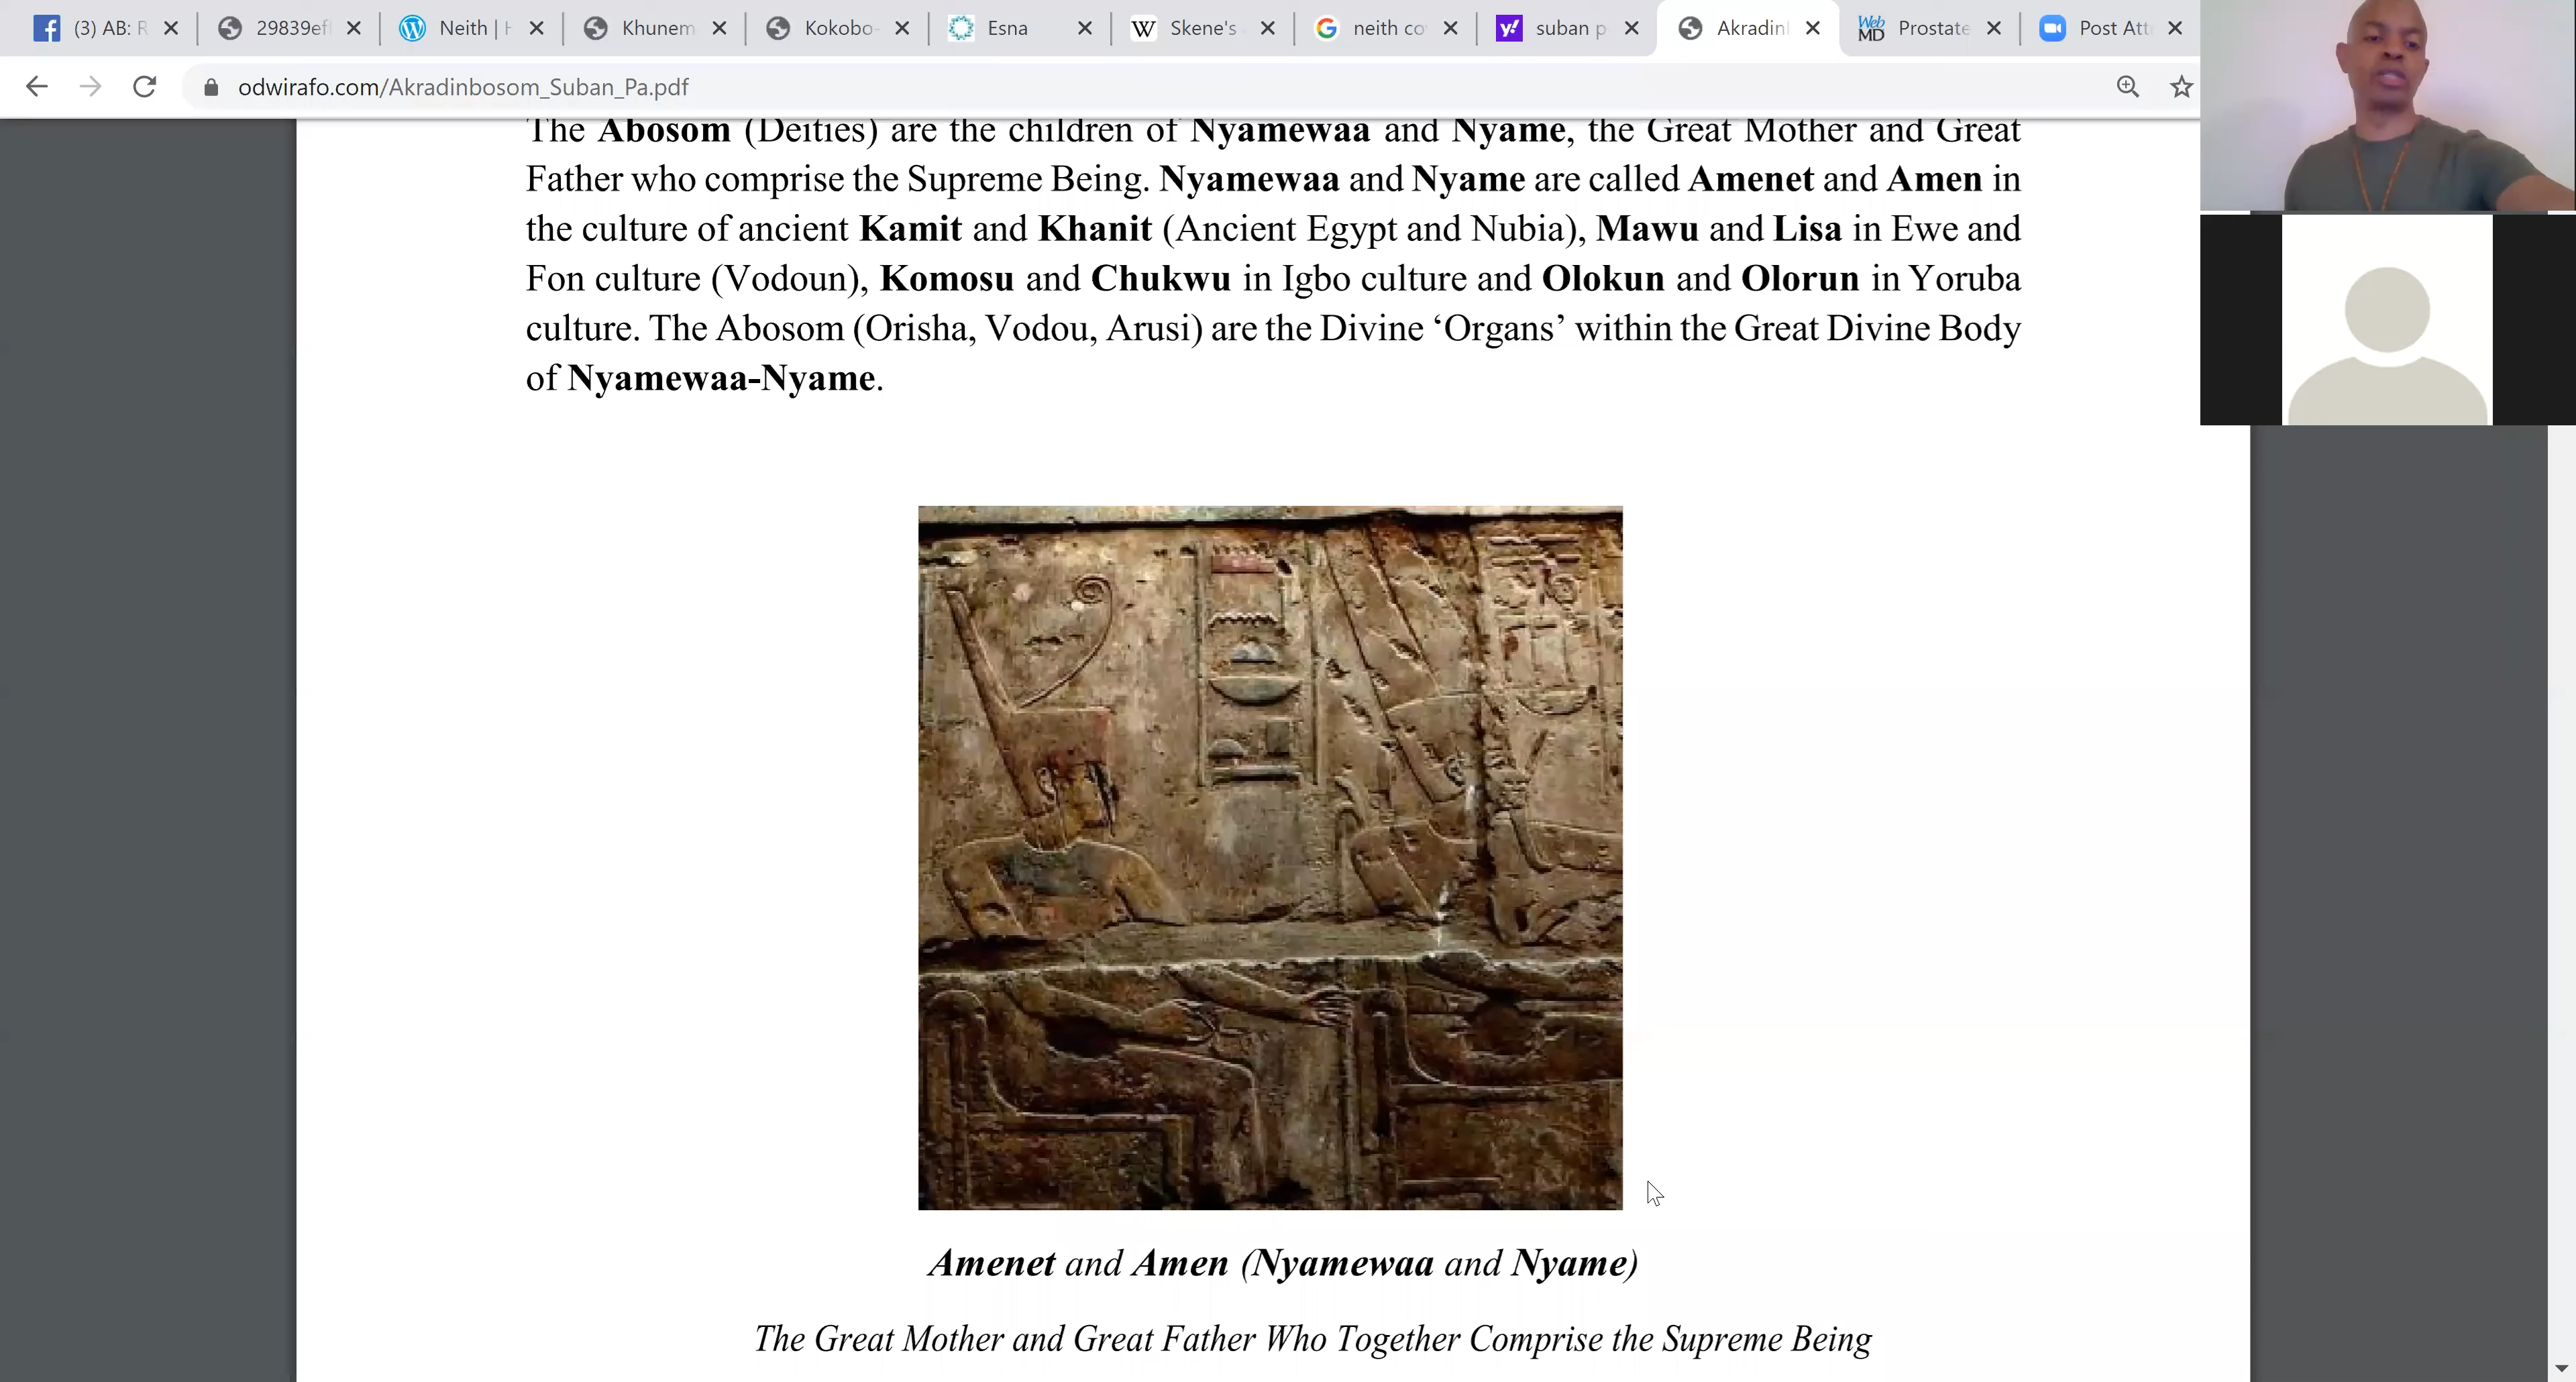 (3) AB: R
29839ef
Neith | H
Khunem
Kokobo-
Esna
Skene's
neith co
suban p
Akradin
Prostate
Post Att
odwirafo.com/Akradinbosom_Suban_Pa.pdf
The Abosom (Deities) are the children of Nyamewaa and Nyame, the Great Mother and Great
Father who comprise the Supreme Being. Nyamewaa and Nyame are called Amenet and Amen in
the culture of ancient Kamit and Khanit (Ancient Egypt and Nubia), Mawu and Lisa in Ewe and
Fon culture (Vodoun), Komosu and Chukwu in Igbo culture and Olokun and Olorun in Yoruba
culture. The Abosom (Orisha, Vodou, Arusi) are the Divine ‘Organs’ within the Great Divine Body
of Nyamewaa-Nyame.
Amenet and Amen (Nyamewaa and Nyame)
The Great Mother and Great Father Who Together Comprise the Supreme Being